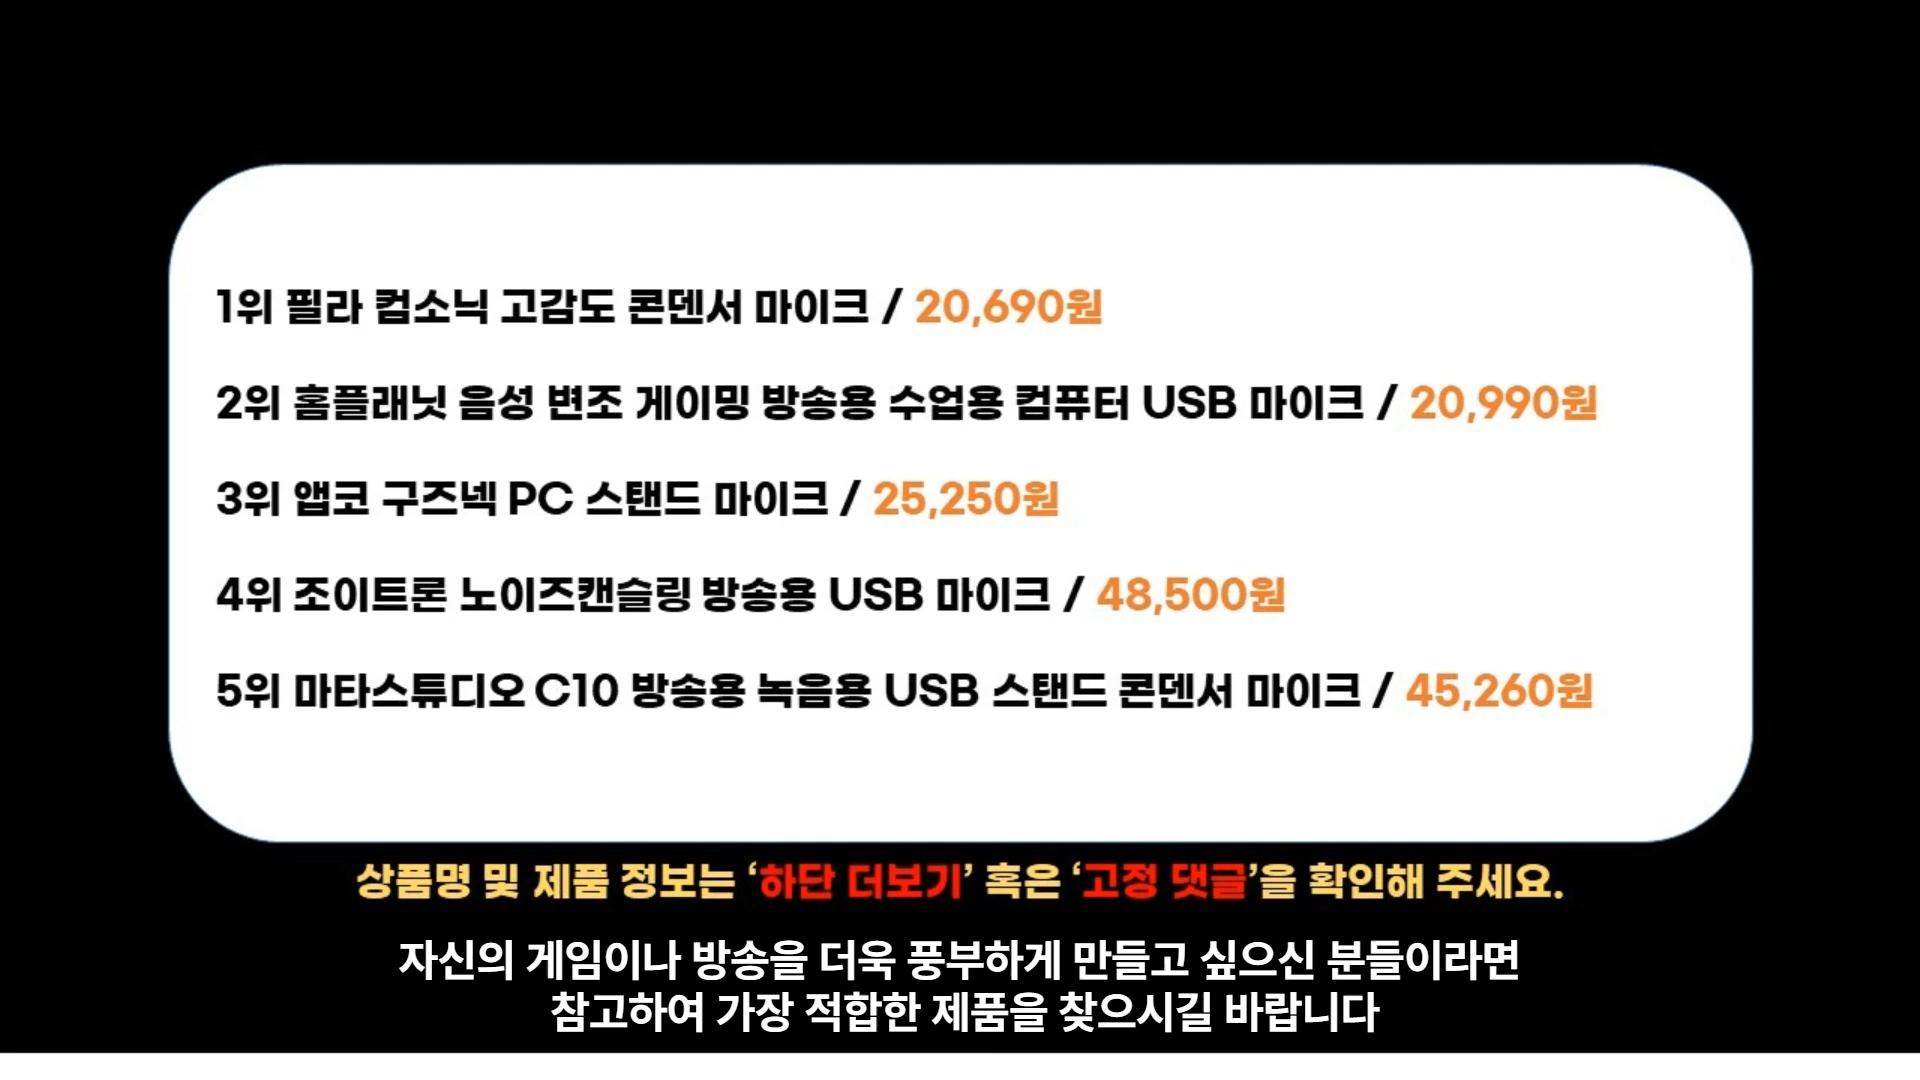 1위 필라 컴소닉 고감도 콘덴서 마이크 / 20,690원
2위 홈플래닛 음성 변조 게이밍 방송용 수업용 컴퓨터 USB 마이크 / 20,990원
3위 앱코 구즈넥 PC 스탠드 마이크 / 25,250원
4위 조이트론 노이즈캔슬링 방송용 USB 마이크 / 48,500원
5위 마타스튜디오 C10 방송용 녹음용 USB 스탠드 콘덴서 마이크 / 45,260원
상품명 및 제품 정보는 ‘하단 더보기’ 혹은 ‘고정 댓글’을 확인해 주세요.
자신의 게임이나 방송을 더욱 풍부하게 만들고 싶으신 분들이라면
참고하여 가장 적합한 제품을 찾으시길 바랍니다